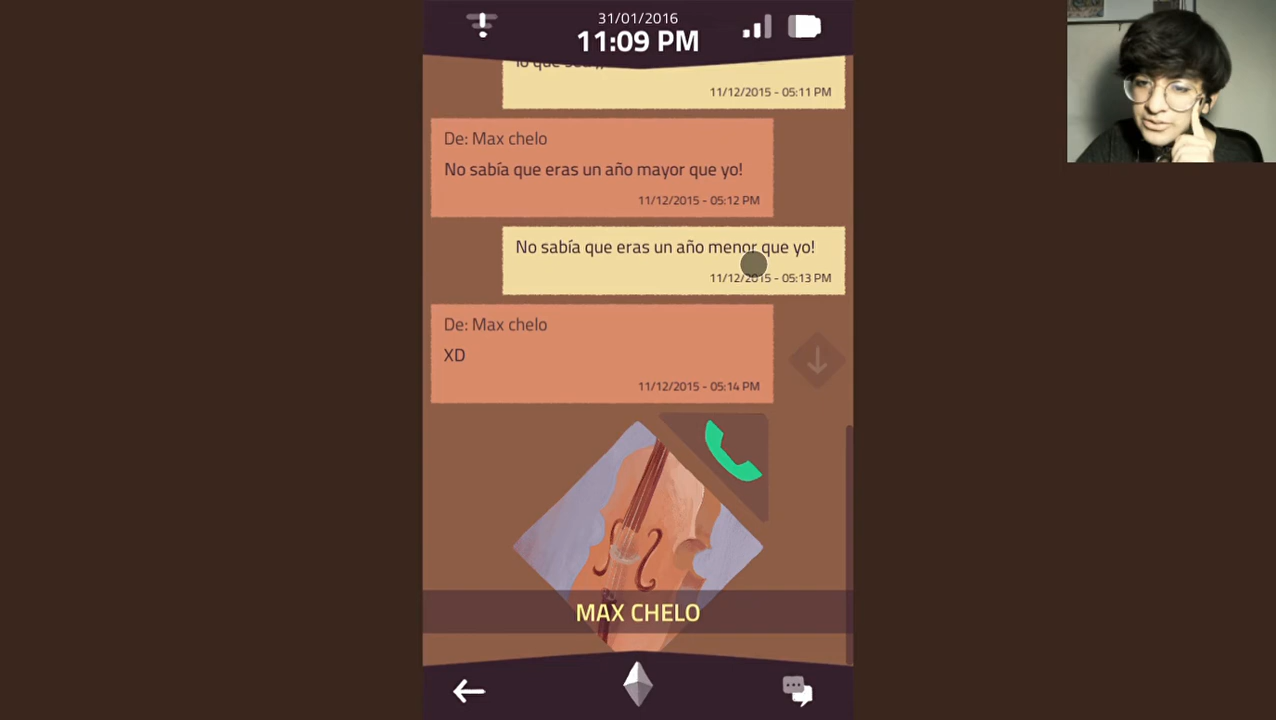 31/01/2016
11:09 PM
lo que sea,,
11/12/2015 - 05:11 PM
De: Max chelo
No sabía que eras un año mayor que yo!
11/12/2015 - 05:12 PM
No sabía que eras un año menor que yo!
11/12/2015 - 05:13 PM
De: Max chelo
XD
11/12/2015 - 05:14 PM
MAX CHELO